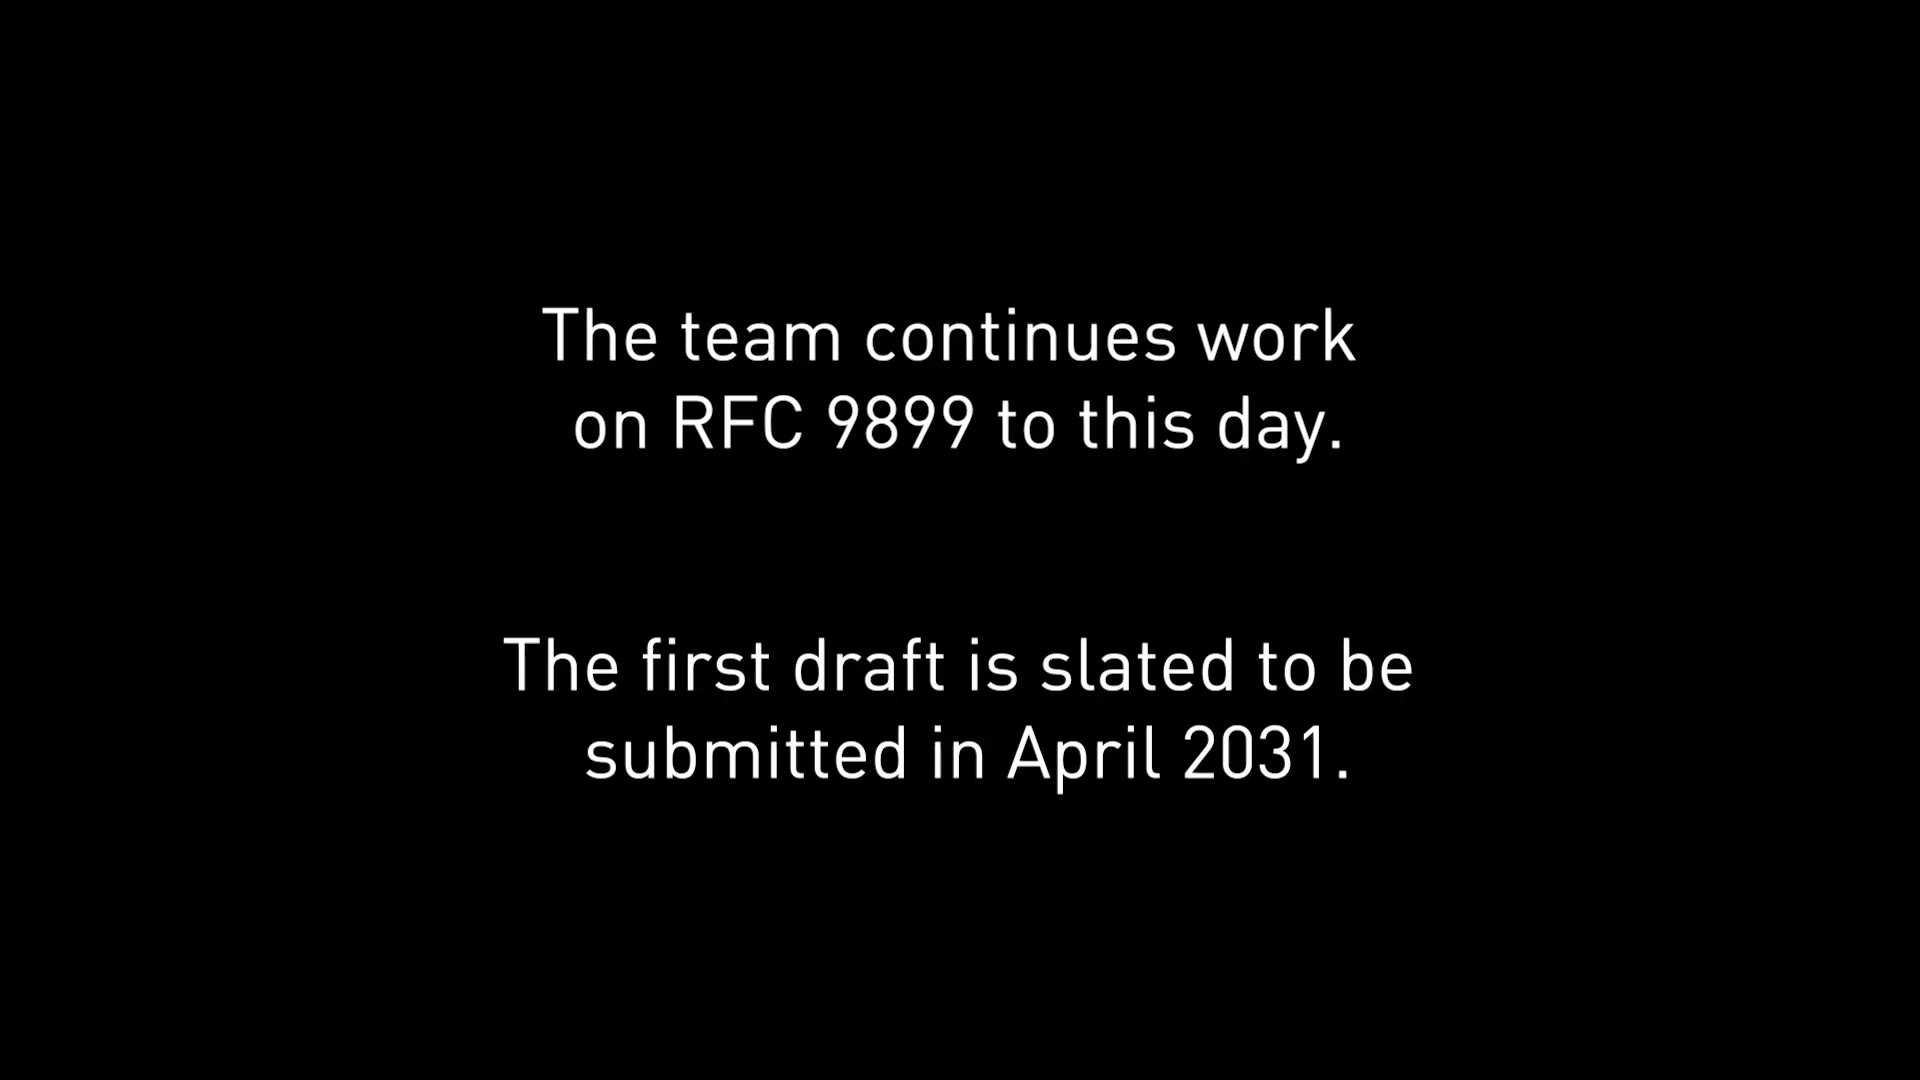 The team continues work
on RFC 9899 to this day.
The first draft is slated to be
submitted in April 2031.